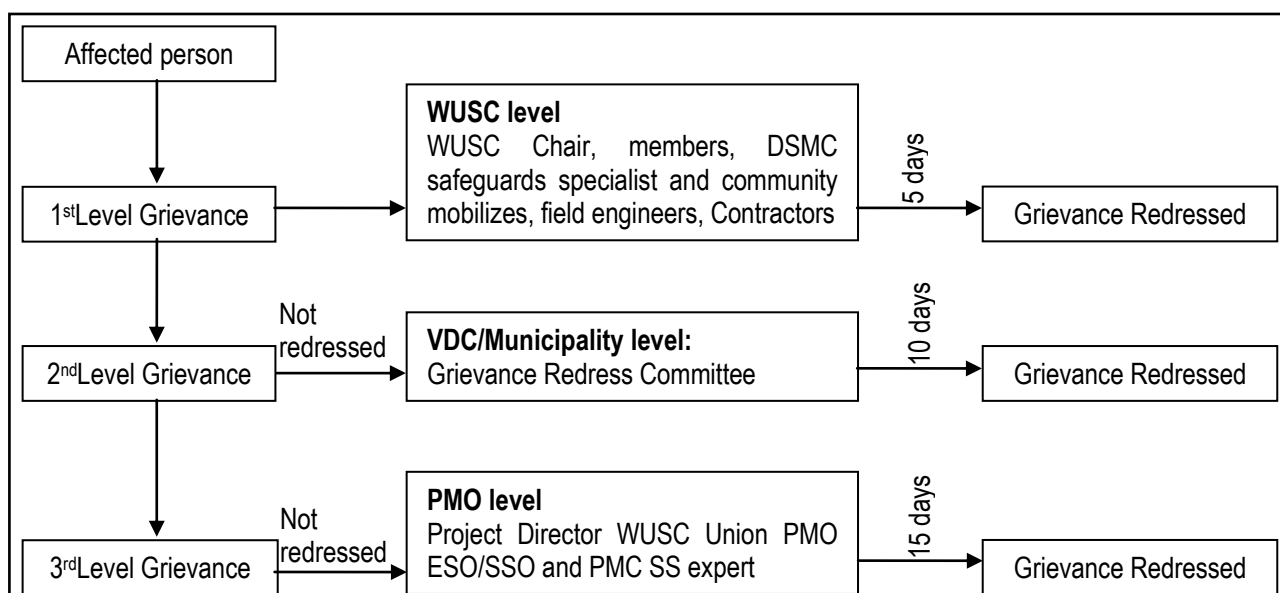 Affected person
WUSC level
WUSC Chair, members, DSMC
safeguards specialist and community
mobilizes, field engineers, Contractors
5 days
1stLevel Grievance
Grievance Redressed
Not
redressed
VDC/Municipality level:
Grievance Redress Committee
10 days
2ndLevel Grievance
Grievance Redressed
Not
redressed
PMO level
Project Director WUSC Union PMO
ESO/SSO and PMC SS expert
15 days
3rdLevel Grievance
Grievance Redressed